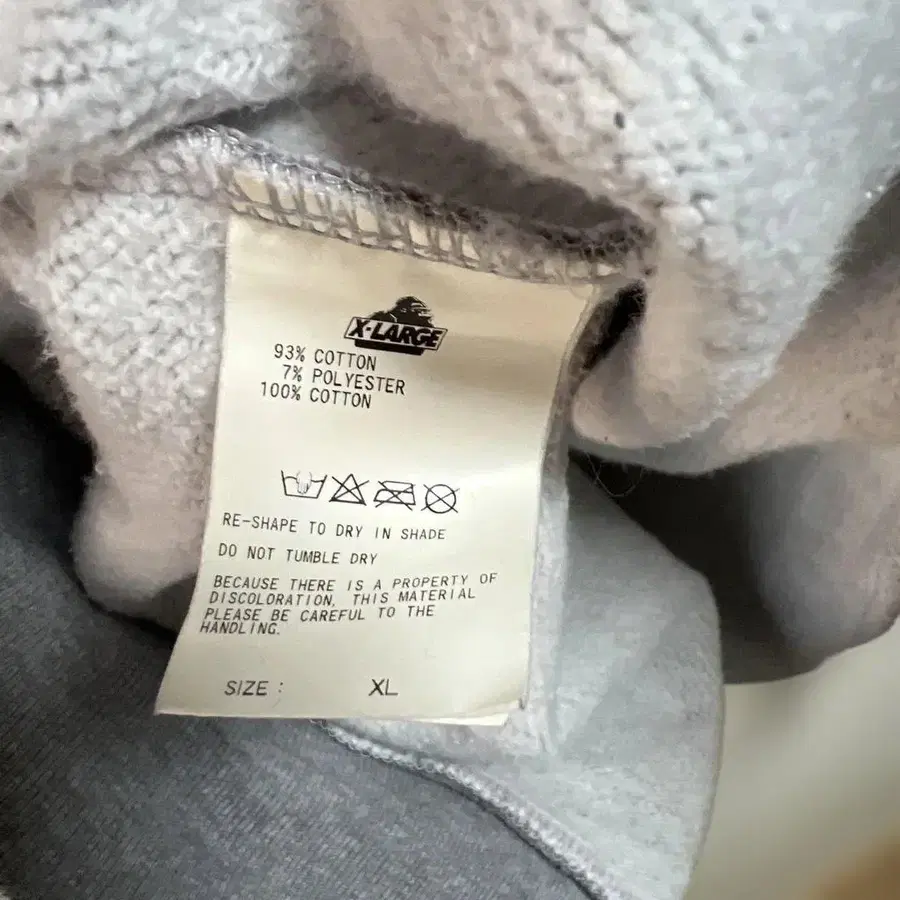 X-LARGE
93% COTTON
7% POLYESTER
100% COTTON
RE-SHAPE TO DRY IN SHADE
DO NOT TUMBLE DRY
BECAUSE THERE IS A PROPERTY OF
DISCOLORATION, THIS MATERIAL
PLEASE BE CAREFUL TO THE
HANDLING.
SIZE : XL